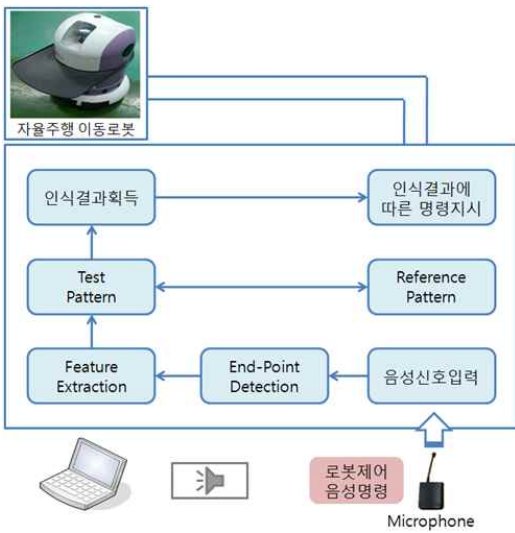 자율주행 이동로봇
인식결과획득
인식결과에
따른 명령지시
Test
Pattern
Reference
Pattern
Feature
Extraction
End-Point
Detection
음성신호입력
로봇제어
음성명령
Microphone